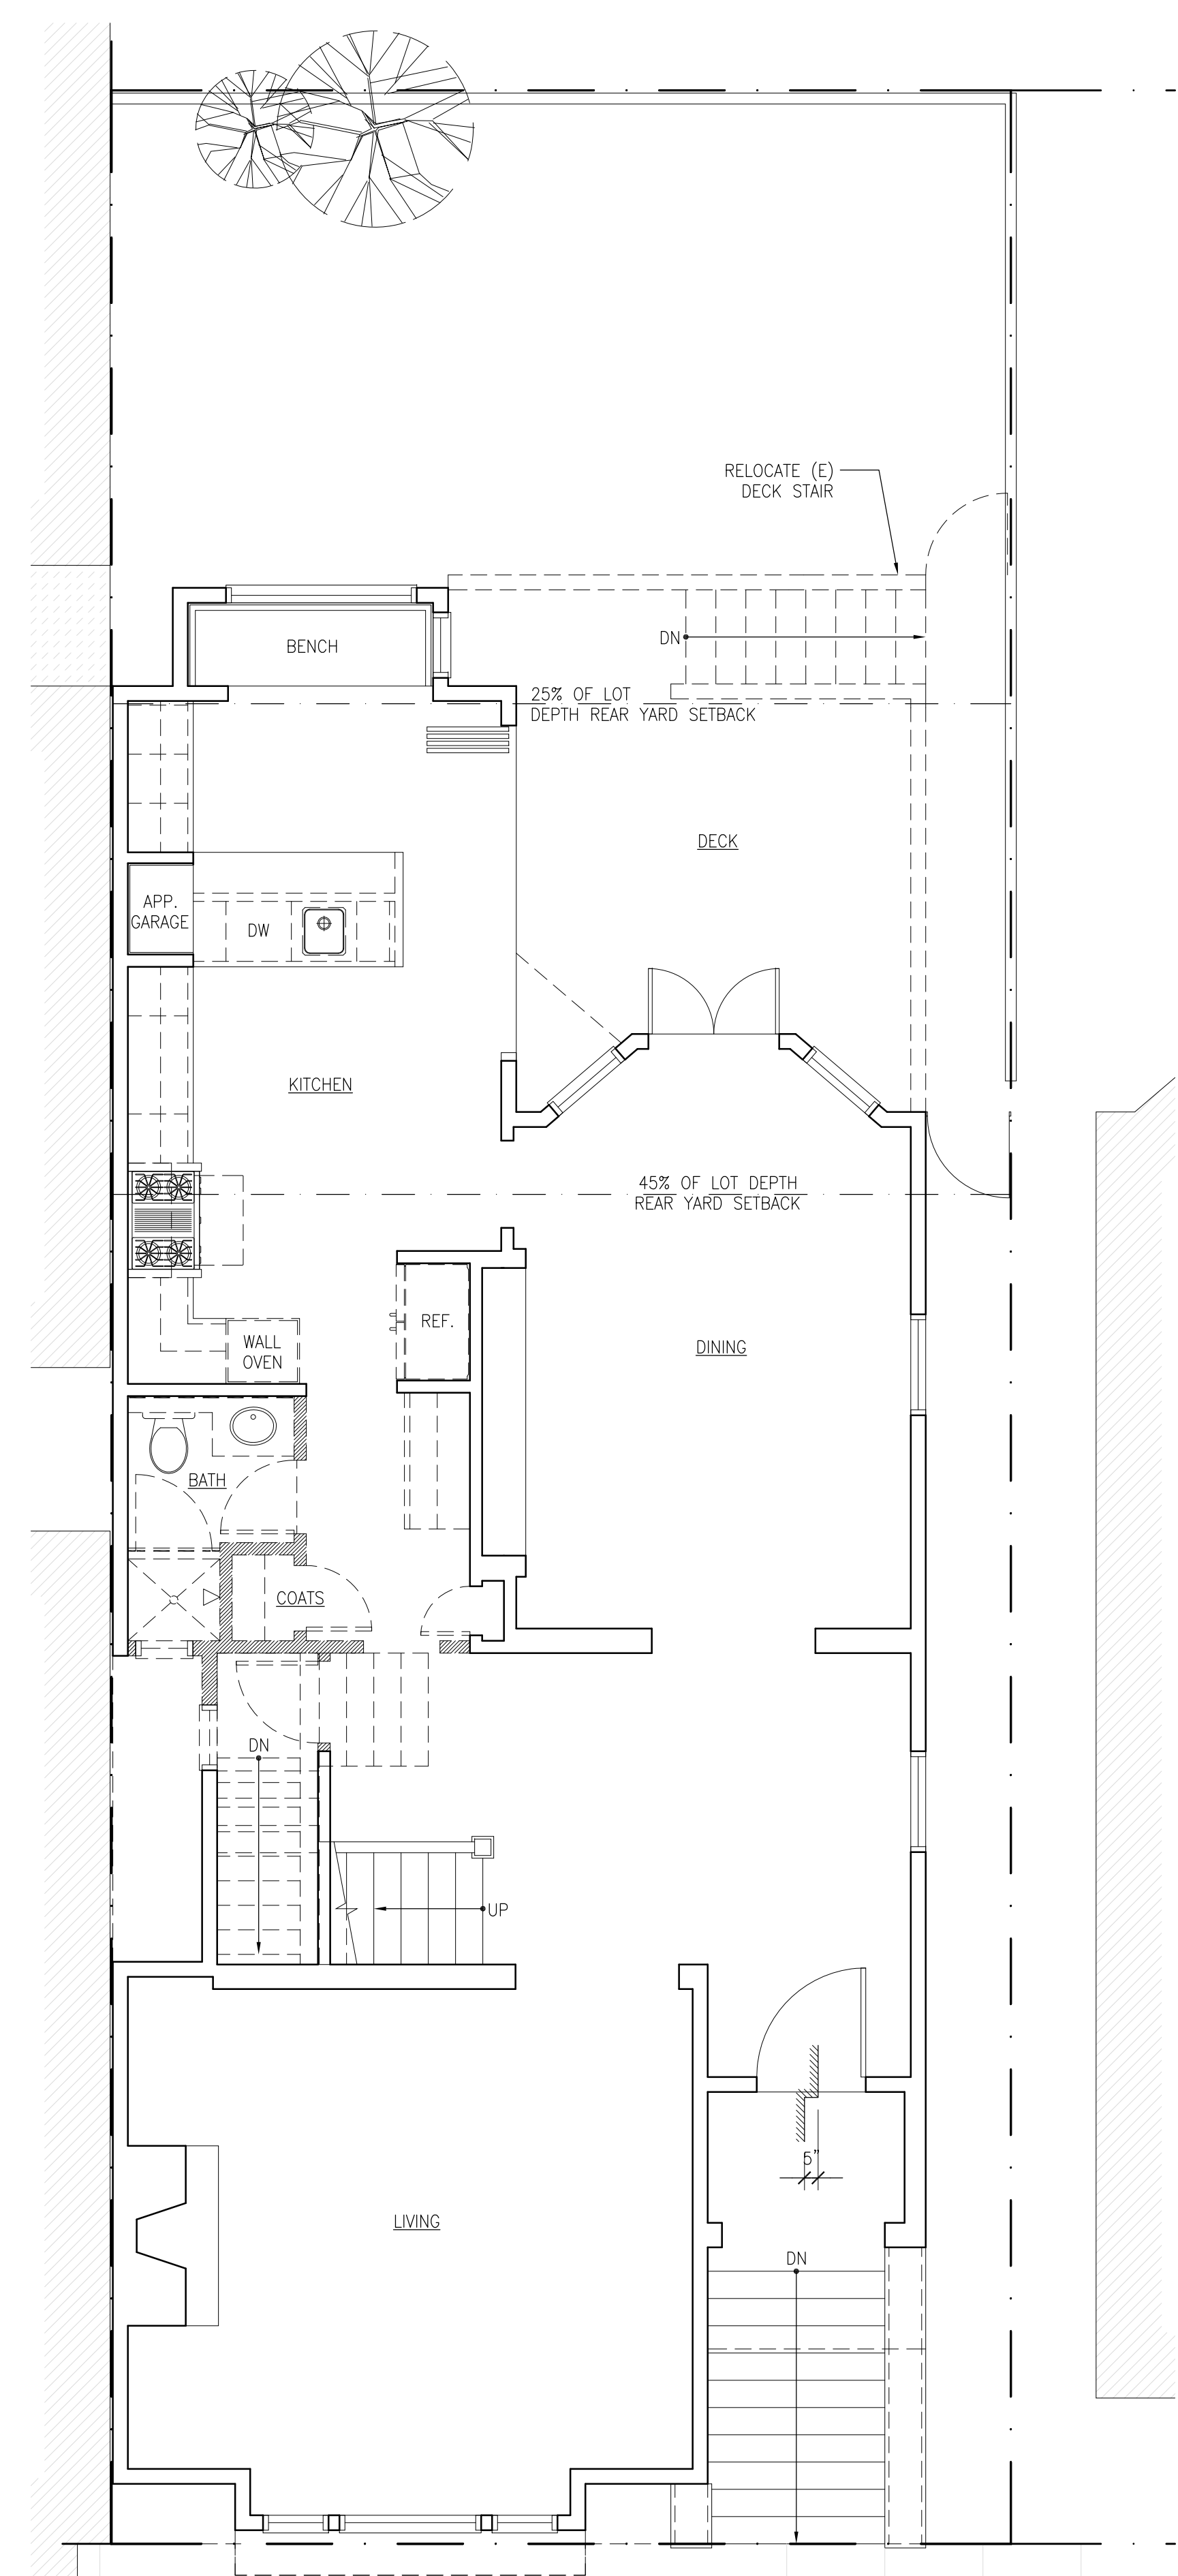 RELOCATE (E)
DECK STAIR
BENCH
DN
25% OF LOT
DEPTH REAR YARD SETBACK
DECK
APP.
GARAGE
DW
KITCHEN
45% OF LOT DEPTH
REAR YARD SETBACK
REF.
WALL
OVEN
DINING
BATH
COATS
DN
UP
5"
LIVING
DN